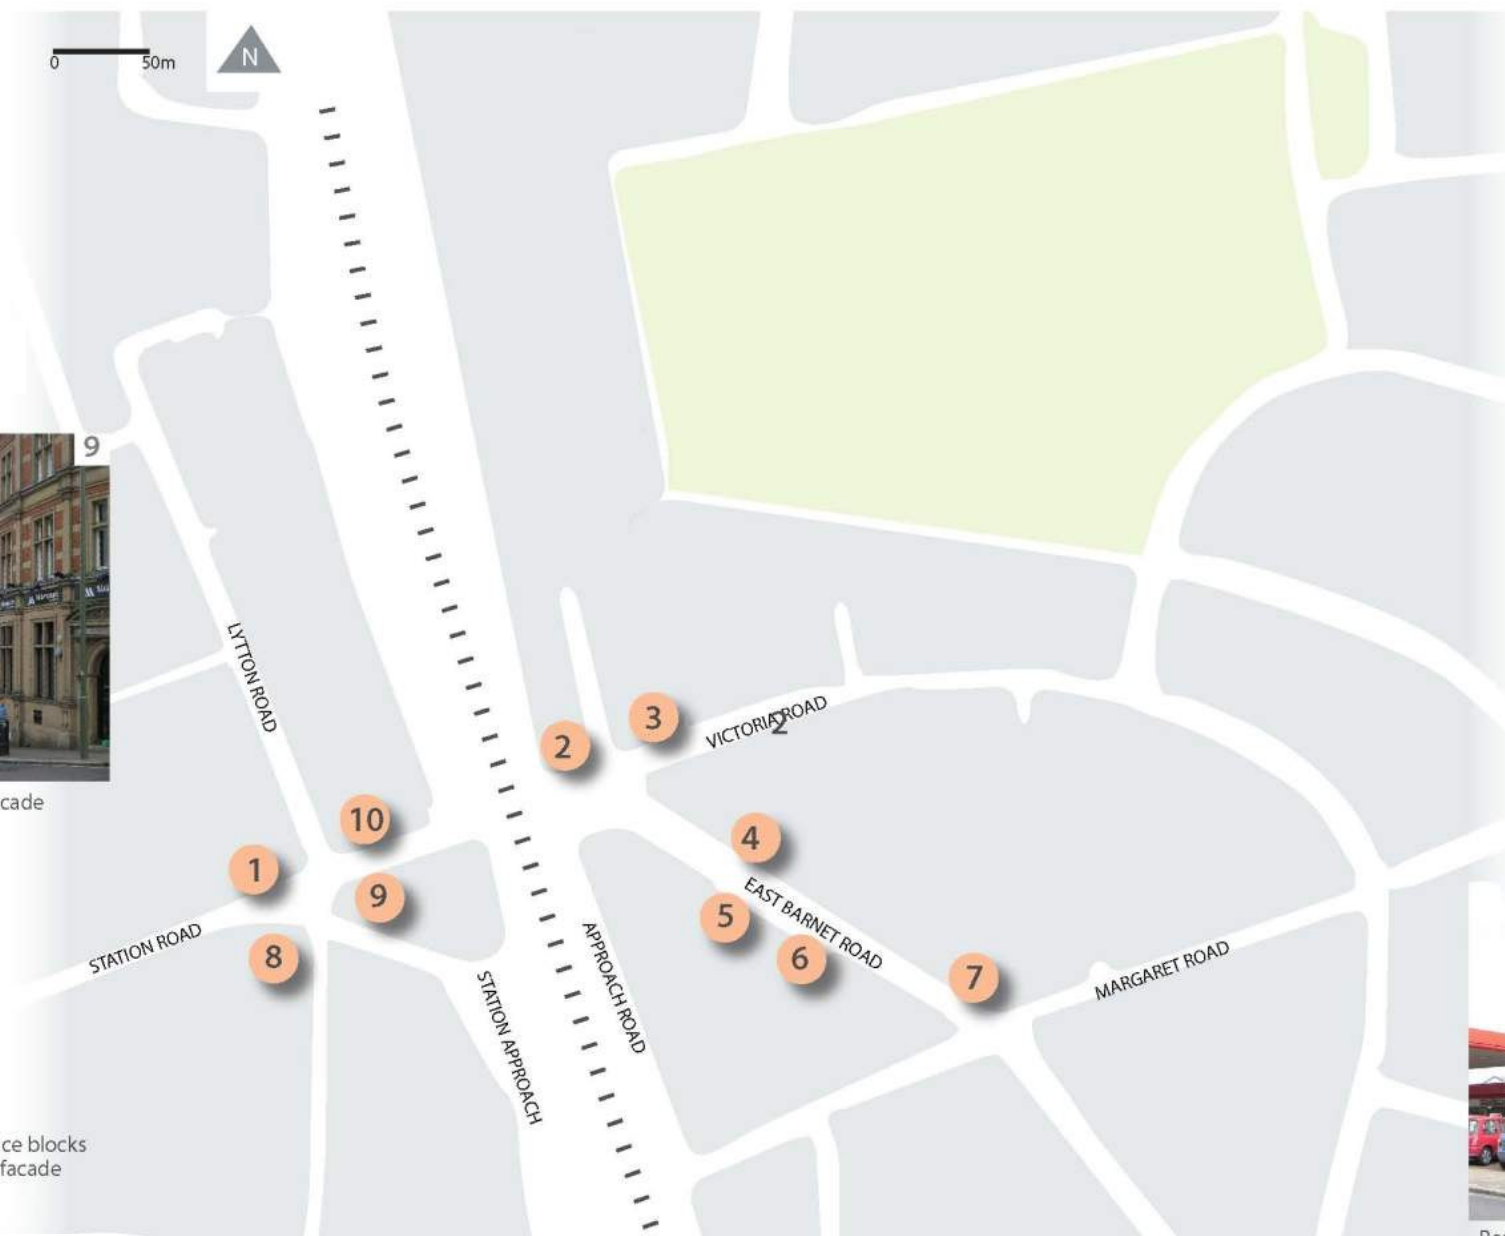 0
50m
N
9
cade
LYTTON ROAD
3
2
VICTORIA ROAD
2
10
4
1
9
5
EAST BARNET ROAD
STATION ROAD
8
6
7
APPROACH ROAD
MARGARET ROAD
STATION APPROACH
ce blocks
facade